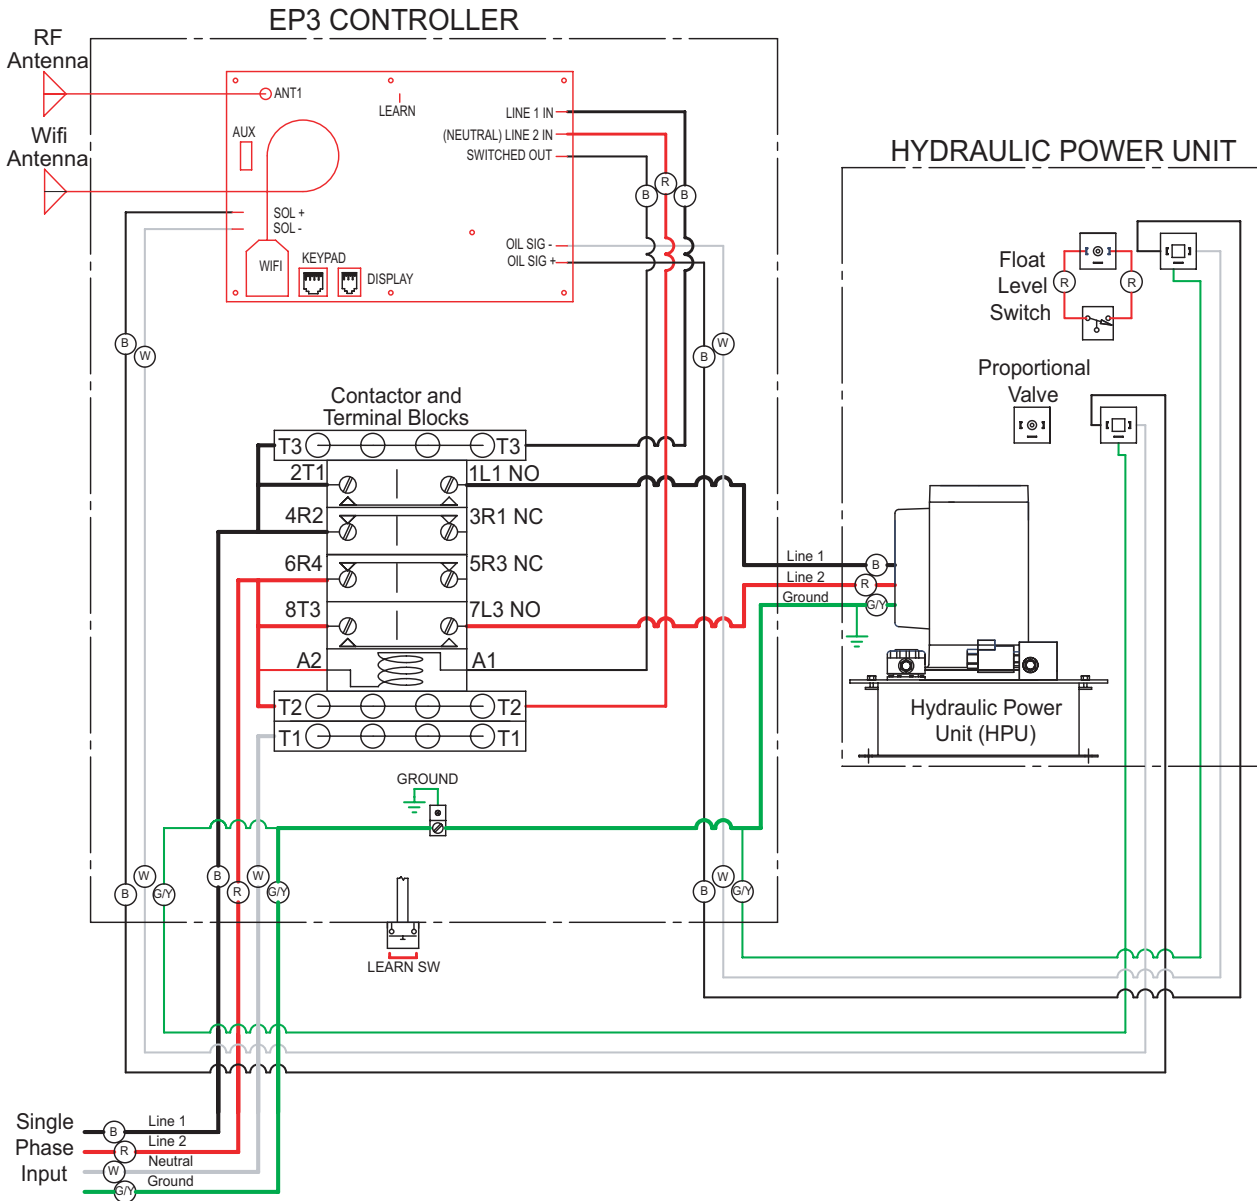 EP3 CONTROLLER
RF
Antenna
ANT1
LEARN
LINE 1 IN
(NEUTRAL) LINE 2 IN
SWITCHED OUT
AUX
Wifi
Antenna
SOL +
SOL -
OIL SIG -
OIL SIG +
WIFI
KEYPAD
DISPLAY
B
R
B
HYDRAULIC POWER UNIT
Float
Level
Switch
R
R
B
W
B
W
Proportional
Valve
Contactor and
Terminal Blocks
T3
T3
2T1
1L1 NO
4R2
3R1 NC
6R4
5R3 NC
8T3
7L3 NO
A2
A1
T2
T2
T1
T1
Line 1
B
Line 2
R
Ground
G/Y
Hydraulic Power
Unit (HPU)
GROUND
B
W
G/Y
B
R
W
G/Y
B
W
G/Y
LEARN SW
Single
Phase
Input
B
Line 1
R
Line 2
W
Neutral
G/Y
Ground